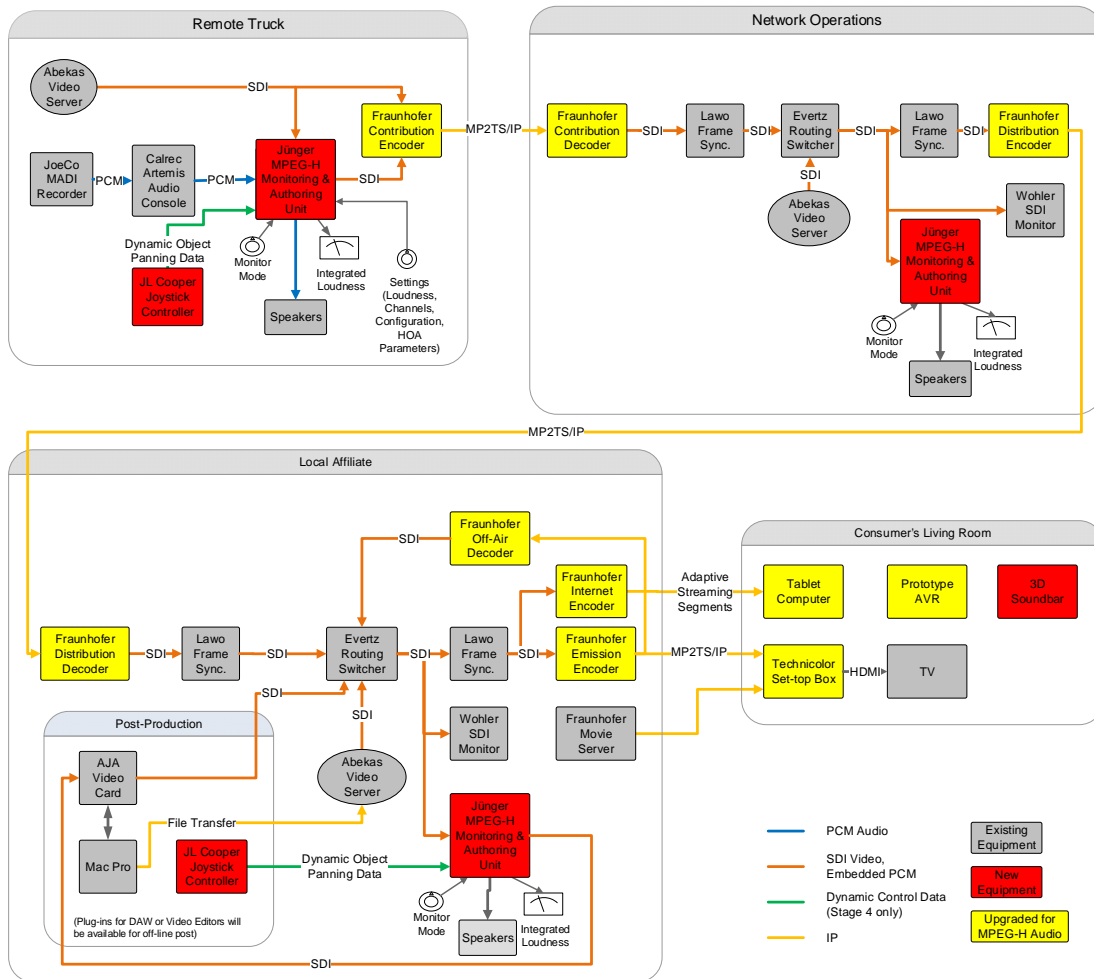 Remote Truck
Abekas
Video
Server
SDI
Fraunhofer
Contribution
Encoder
MP2TS/IP
JoeCo
MADI
Recorder
PCM
Calrec
Artemis
Audio
Console
PCM
Jünger
MPEG-H
Monitoring &
Authoring
Unit
SDI
Dynamic Object
Panning Data
JL Cooper
Joystick
Controller
Monitor
Mode
Integrated
Loudness
Settings
(Loudness,
Channels,
Configuration,
HOA
Parameters)
Speakers
Network Operations
Fraunhofer
Contribution
Decoder
SDI
Lawo
Frame
Sync.
SDI
Evertz
Routing
Switcher
SDI
Lawo
Frame
Sync.
SDI
Fraunhofer
Distribution
Encoder
SDI
Abekas
Video Server
Wohler
SDI
Monitor
Jünger
MPEG-H
Monitoring &
Authoring
Unit
Monitor
Mode
Integrated
Loudness
Speakers
MP2TS/IP
Local Affiliate
SDI
Fraunhofer
Off-Air
Decoder
Fraunhofer
Internet
Encoder
Adaptive
Streaming
Segments
Fraunhofer
Distribution
Decoder
SDI
Lawo
Frame
Sync.
SDI
Evertz
Routing
Switcher
SDI
Lawo
Frame
Sync.
SDI
Fraunhofer
Emission
Encoder
MP2TS/IP
SDI
SDI
Wohler
SDI
Monitor
Fraunhofer
Movie
Server
Post-Production
AJA
Video
Card
Abekas
Video
Server
File Transfer
Mac Pro
JL Cooper
Joystick
Controller
Dynamic Object
Panning Data
Jünger
MPEG-H
Monitoring &
Authoring
Unit
(Plug-ins for DAW or Video Editors will
be available for off-line post)
Monitor
Mode
Speakers
Integrated
Loudness
SDI
Consumer's Living Room
Tablet
Computer
Prototype
AVR
3D
Soundbar
Technicolor
Set-top Box
HDMI
TV
PCM Audio
SDI Video,
Embedded PCM
Dynamic Control Data
(Stage 4 only)
IP
Existing
Equipment
New
Equipment
Upgraded for
MPEG-H Audio